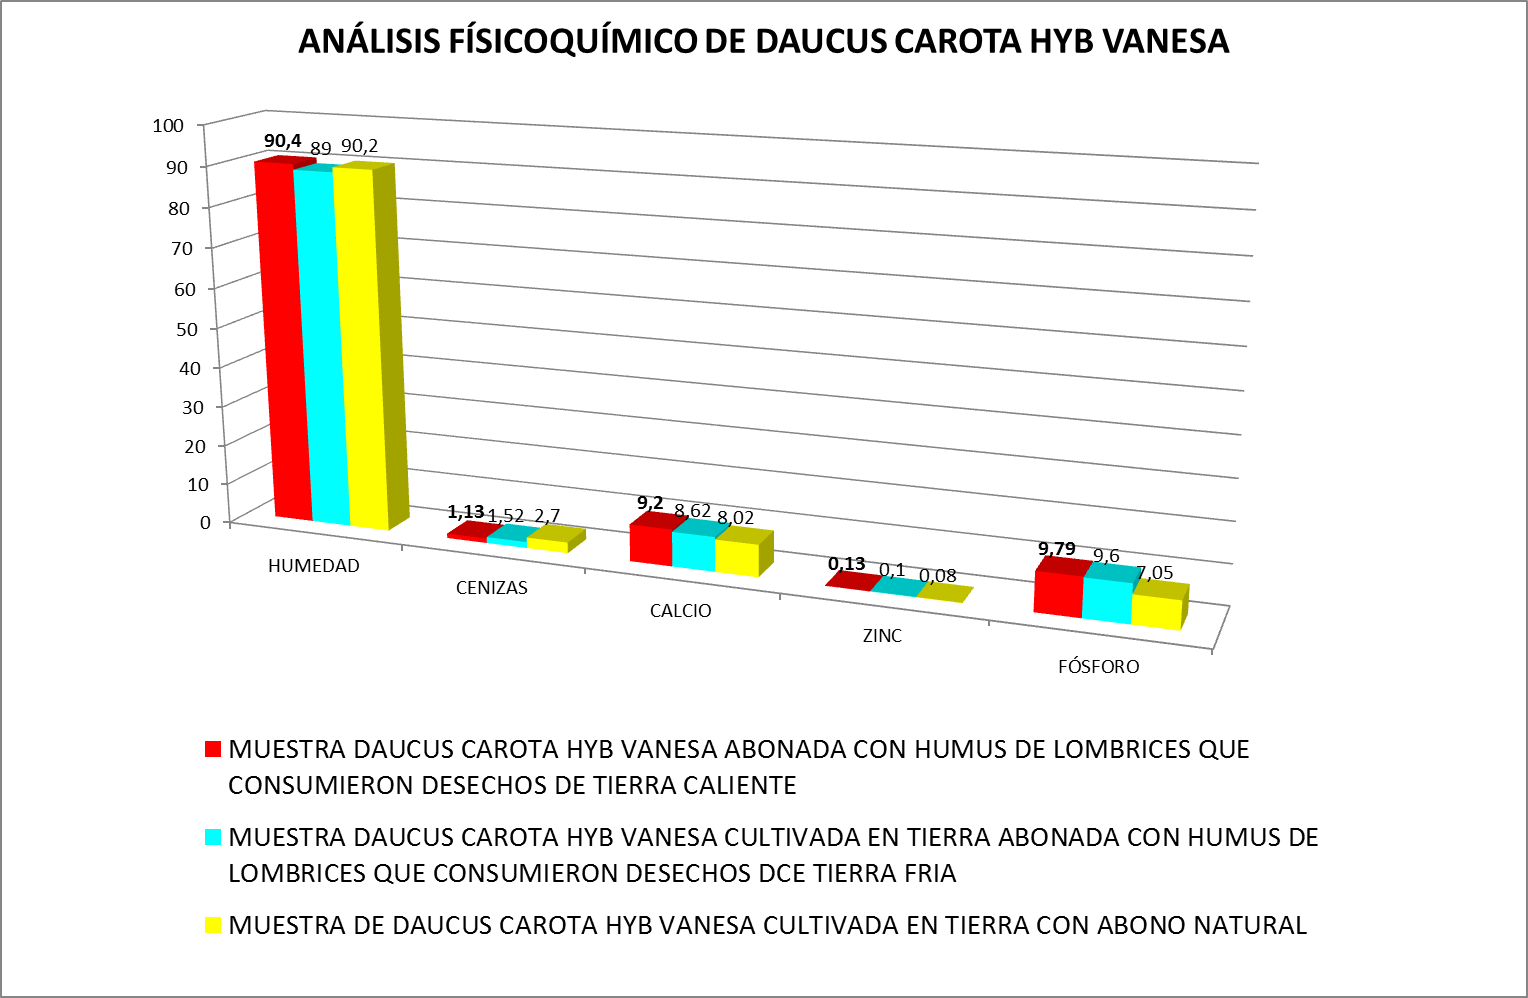 ANÁLISIS FÍSICOQUÍMICO DE DAUCUS CAROTA HYB VANESA
100
90
80
70
60
50
40
30
20
10
0
90,4
89
90,2
1,13
1,52
2,7
9,2
8,62
8,02
0,13
0,1
0,08
9,79
9,6
7,05
HUMEDAD
CENIZAS
CALCIO
ZINC
FÓSFORO
MUESTRA DAUCUS CAROTA HYB VANESA ABONADA CON HUMUS DE LOMBRICES QUE
CONSUMIERON DESECHOS DE TIERRA CALIENTE
MUESTRA DAUCUS CAROTA HYB VANESA CULTIVADA EN TIERRA ABONADA CON HUMUS DE
LOMBRICES QUE CONSUMIERON DESECHOS DCE TIERRA FRIA
MUESTRA DE DAUCUS CAROTA HYB VANESA CULTIVADA EN TIERRA CON ABONO NATURAL